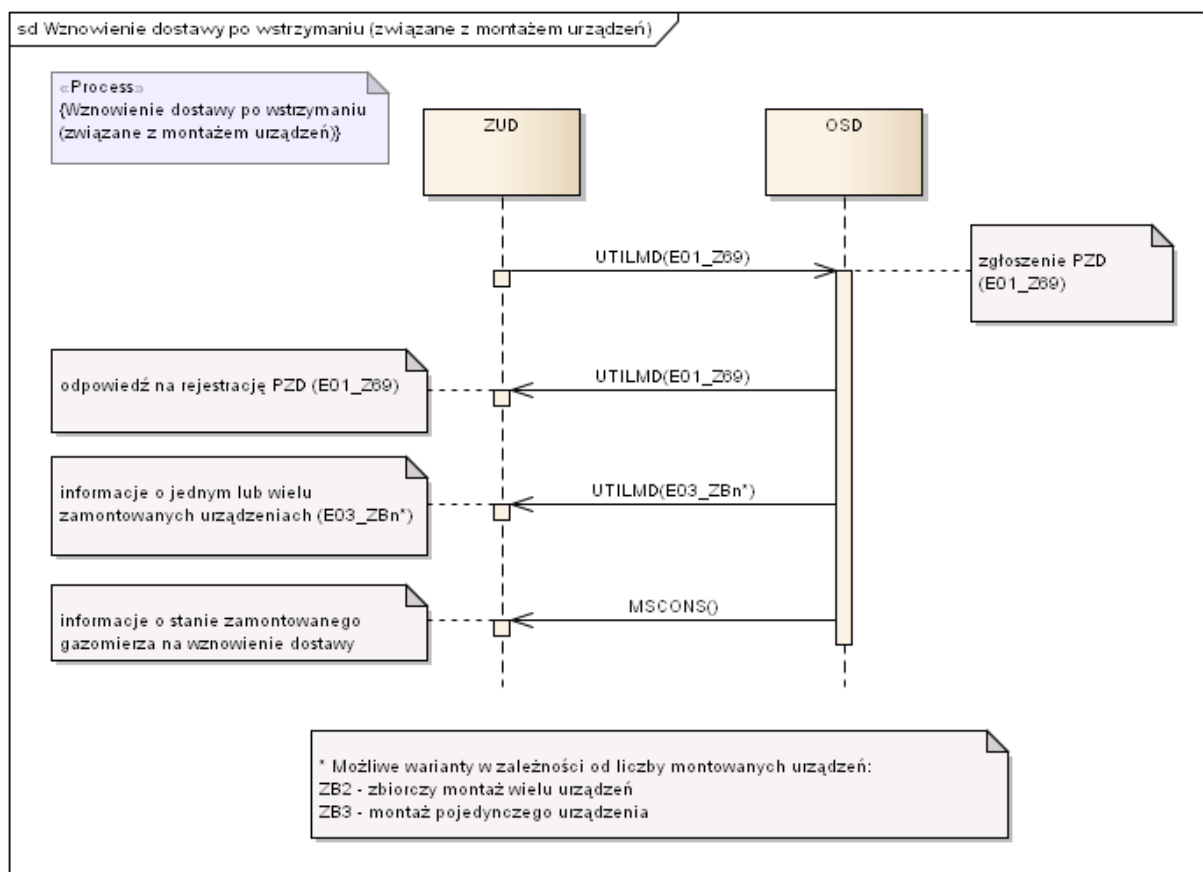 sd Wznowienie dostawy po wstrzymaniu (związane z montażem urządzeń)
«Process»
{Wznowienie dostawy po wstrzymaniu
(związane z montażem urządzeń)}
ZUD
OSD
UTILMD(E01_Z69)
zgłoszenie PZD
(E01_Z69)
odpowiedź na rejestrację PZD (E01_Z69)
UTILMD(E01_Z69)
informacje o jednym lub wielu
zamontowanych urządzeniach (E03_ZBn*)
UTILMD(E03_ZBn*)
informacje o stanie zamontowanego
gazomierza na wznowienie dostawy
MSCONS()
* Możliwe warianty w zależności od liczby montowanych urządzeń:
ZB2 - zbiorczy montaż wielu urządzeń
ZB3 - montaż pojedynczego urządzenia